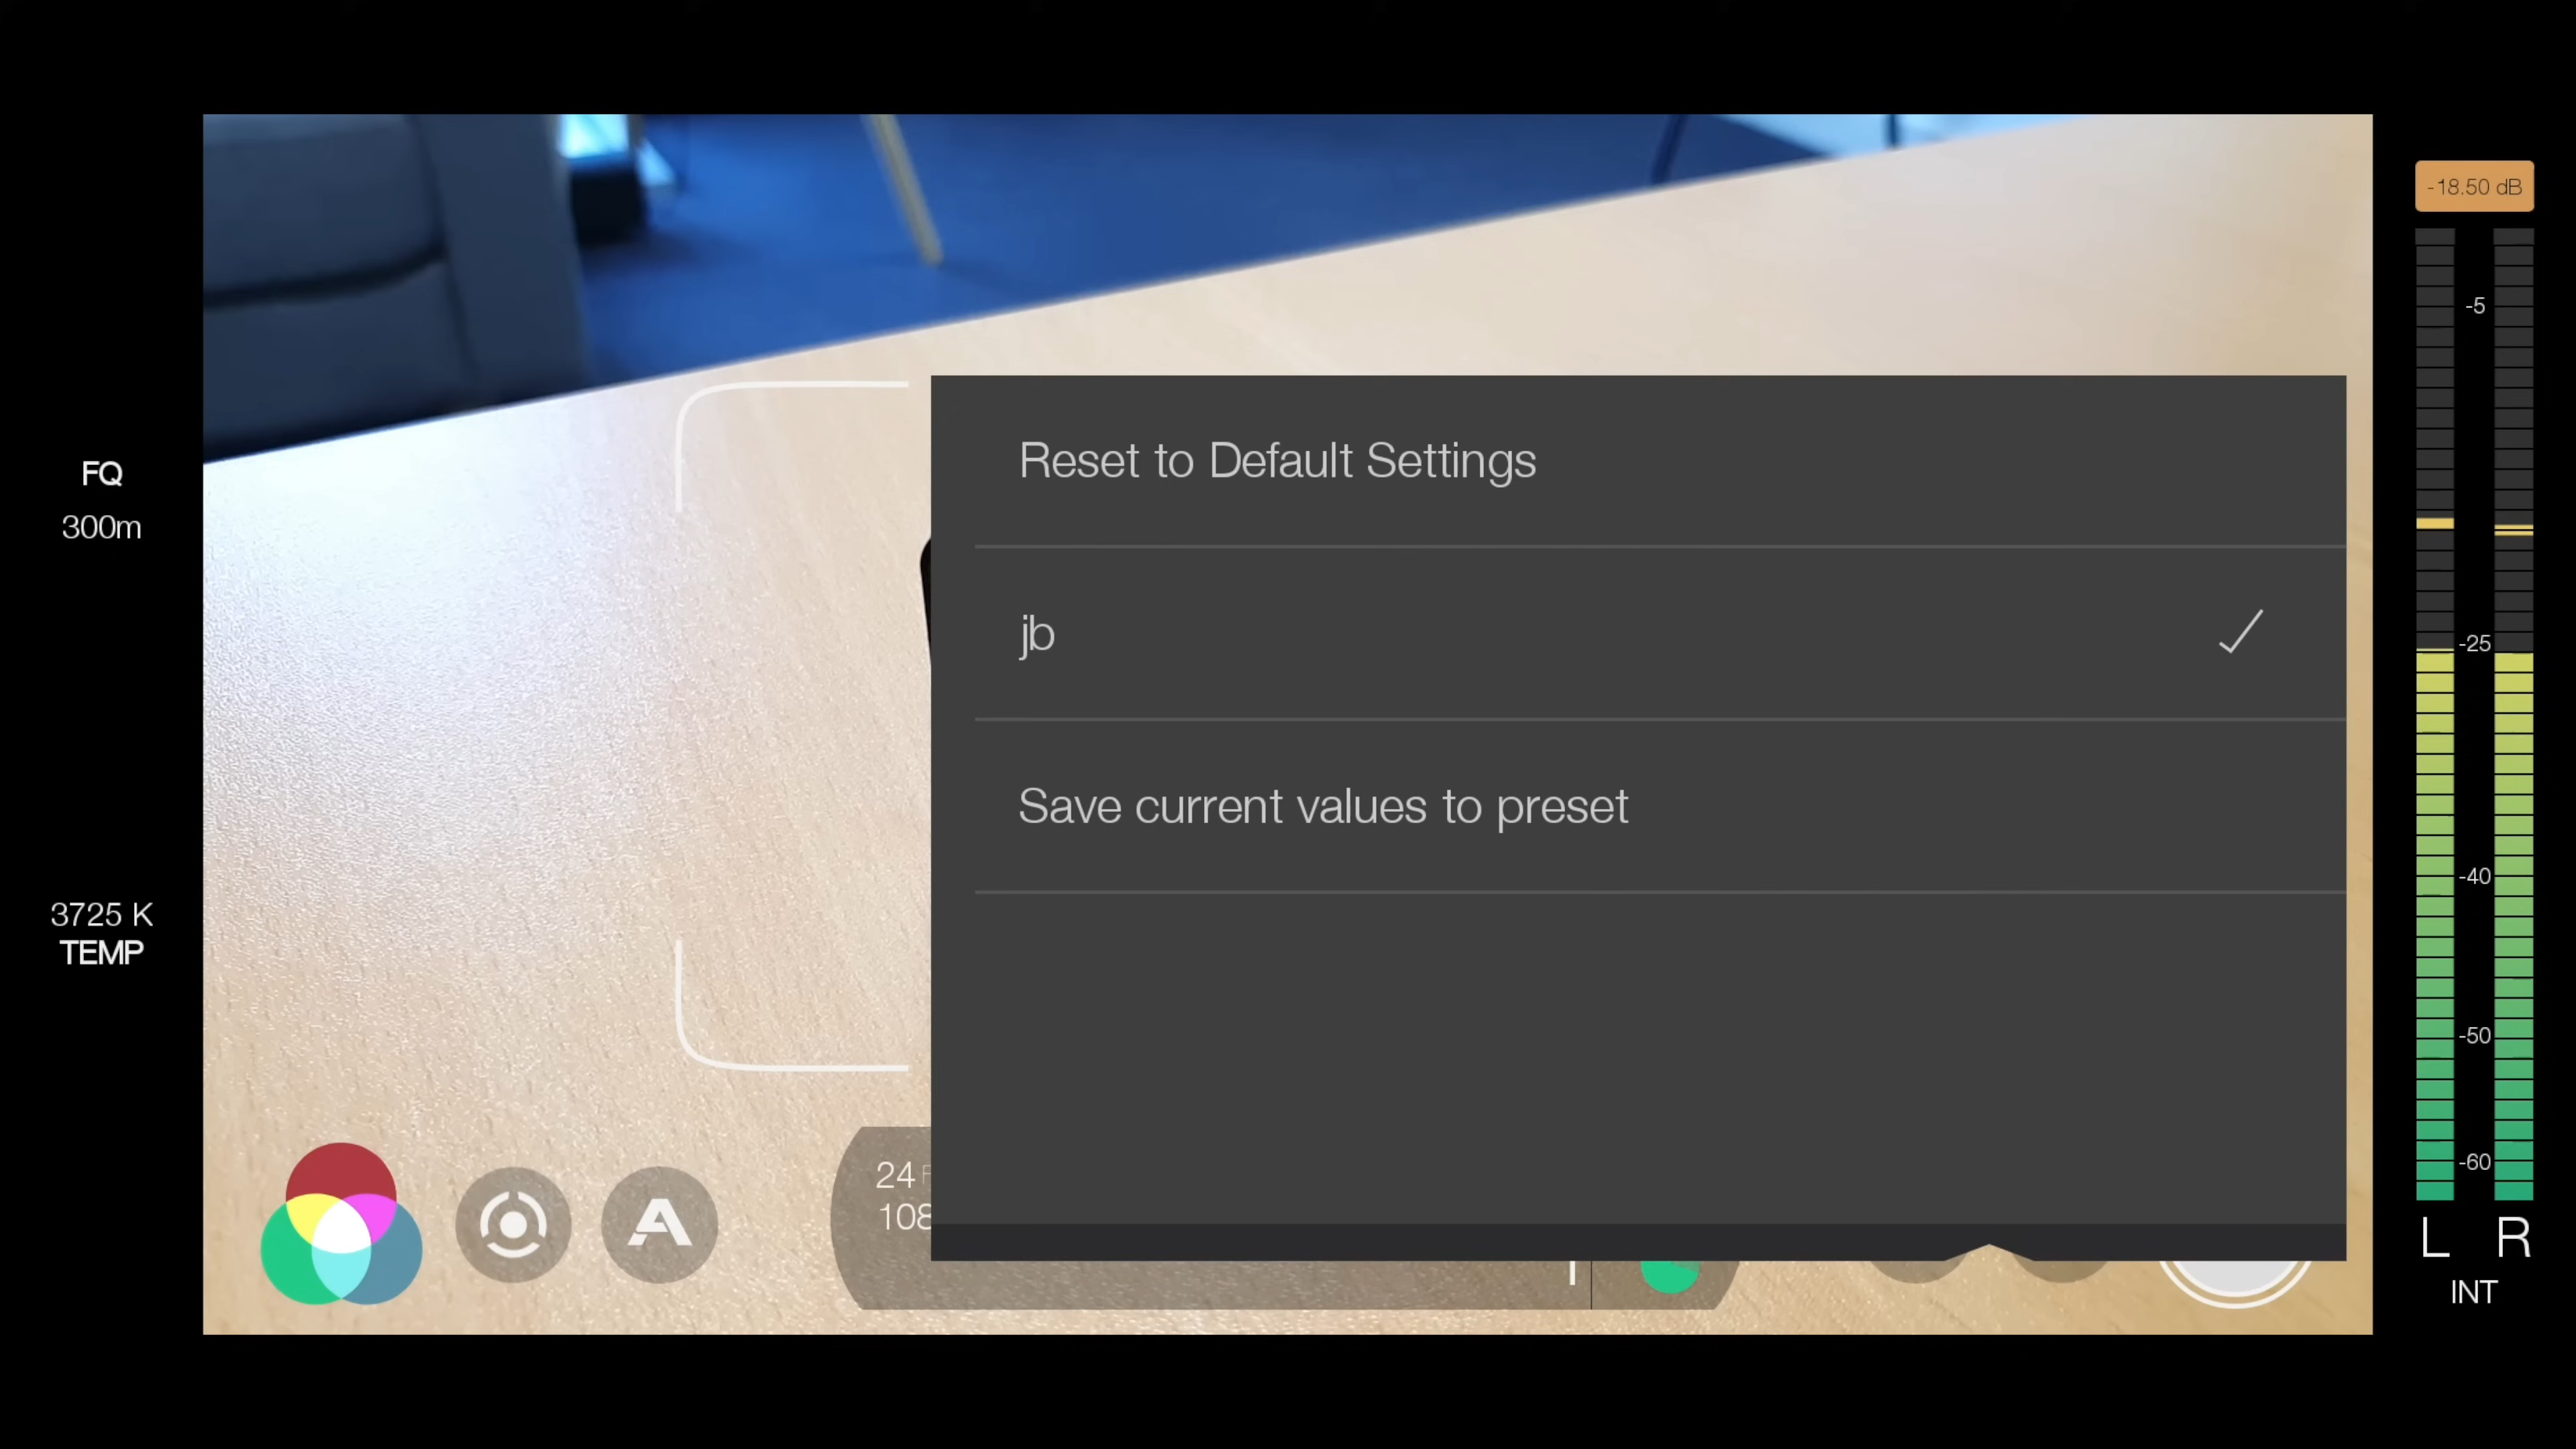 -18.50 dB
-5
FQ
300m
Reset to Default Settings
jb
-25
Save current values to preset
-40
3725 K
TEMP
-50
24
108
-60
L R
INT